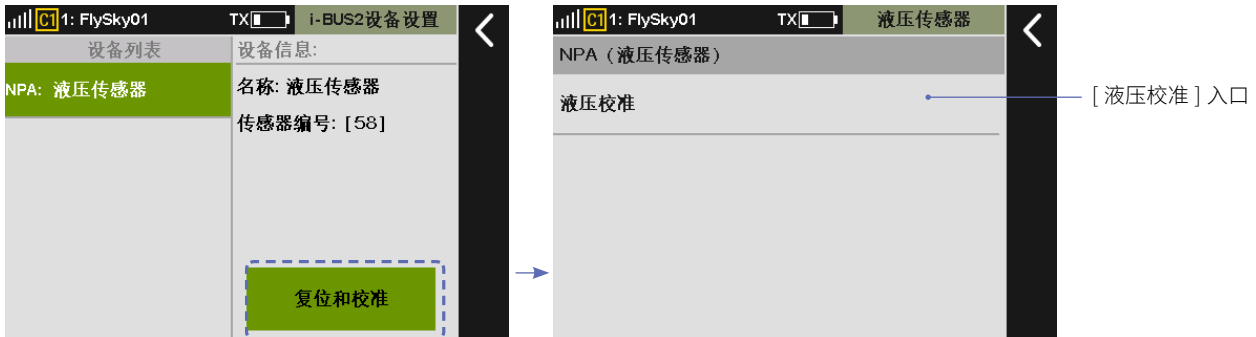 C1 1: FlySky01 TX i-BUS2设备设置
设备列表
NPA: 液压传感器
设备信息:
名称: 液压传感器
传感器编号: [58]
复位和校准
C1 1: FlySky01 TX 液压传感器
NPA（液压传感器）
液压校准
[ 液压校准 ] 入口